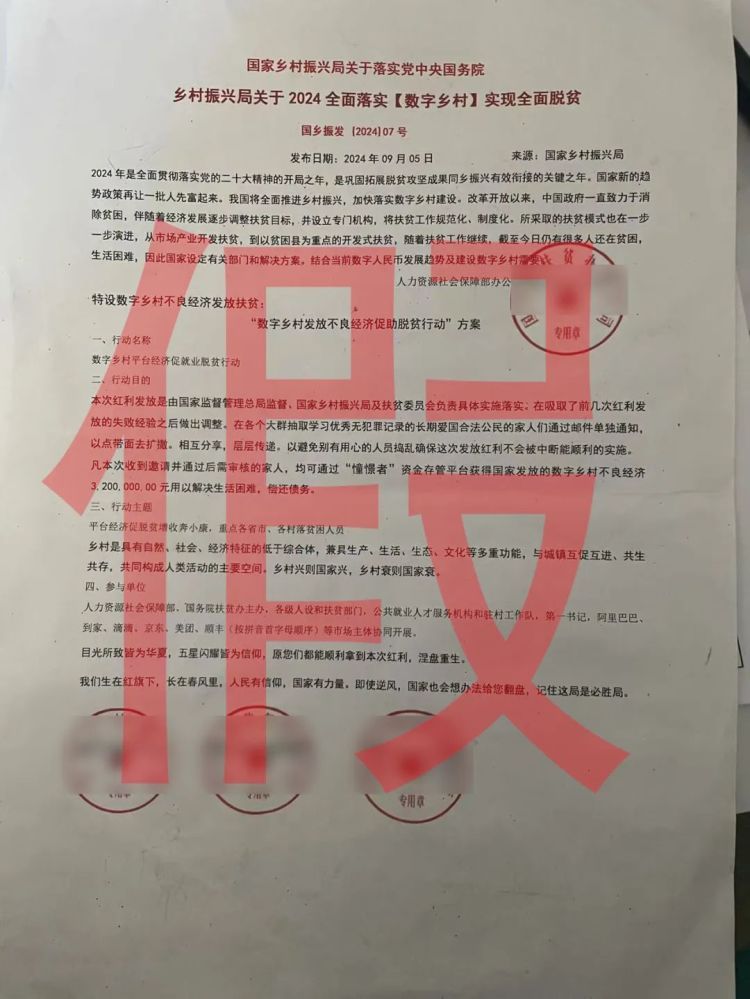 国家乡村振兴局关于落实党中央国务院
乡村振兴局关于 2024 全面落实【数字乡村】实现全面脱贫
国乡振发 [2024]07 号
发布日期：2024 年 09 月 05 日 来源：国家乡村振兴局
2024 年是全面贯彻落实党的二十大精神的开局之年，是巩固拓展脱贫攻坚成果同乡振兴有效衔接的关键之年。国家新的趋
势政策再让一批人先富起来。我国将全面推进乡村振兴，加快落实数字乡村建设。改革开放以来，中国政府一直致力于消
除贫困，伴随着经济发展逐步调整扶贫目标，并设立专门机构，将扶贫工作规范化、制度化。所采取的扶贫模式也在一步
一步演进，从市场产业开发扶贫，到以贫困县为重点的开发式扶贫，随着扶贫工作继续，截至今日仍有很多人还在贫困，
生活困难，因此国家设定有关部门和解决方案。结合当前数字人民币发展趋势及建设数字乡村需要
人力资源社会保障部办公
贫
专用章
特设数字乡村不良经济发放扶贫：
“数字乡村发放不良经济促助脱贫行动”方案
一、行动名称
数字乡村平台经济促就业脱贫行动
二、行动目的
本次红利发放是由国家监督管理总局监督、国家乡村振兴局及扶贫委员会负责具体实施落实。在吸取了前几次红利发
放的失败经验之后做出调整。在各个大群抽取学习优秀无犯罪记录的长期爱国合法公民的家人们通过邮件单独通知，
以点带面去扩撒。相互分享，层层传递。以避免别有用心的人员捣乱确保这次发放红利不会被中断能顺利的实施。
凡本次收到邀请并通过后需审核的家人，均可通过“憧憬者”资金存管平台获得国家发放的数字乡村不良经济
3,200,000,00 元用以解决生活困难，偿还债务。
三、行动主题
平台经济促脱贫增收奔小康，重点各省市、各村落贫困人员
乡村是具有自然、社会、经济特征的低于综合体，兼具生产、生活、生态、文化等多重功能，与城镇互促互进、共生
共存，共同构成人类活动的主要空间。乡村兴则国家兴，乡村衰则国家衰。
四、参与单位
人力资源社会保障部、国务院扶贫办主办，各级人设和扶贫部门，公共就业人才服务机构和驻村工作队，第一书记，阿里巴巴、
到家、滴滴，京东、美团、顺丰（按拼音首字母顺序）等市场主体协同开展。
目光所致皆为华夏，五星闪耀皆为信仰，原您们都能顺利拿到本次红利，涅盘重生。
我们生在红旗下，长在春风里，人民有信仰，国家有力量。即使逆风，国家也会想办法给您翻盘，记住这局是必胜局。
专用章
专用章
专用章
假